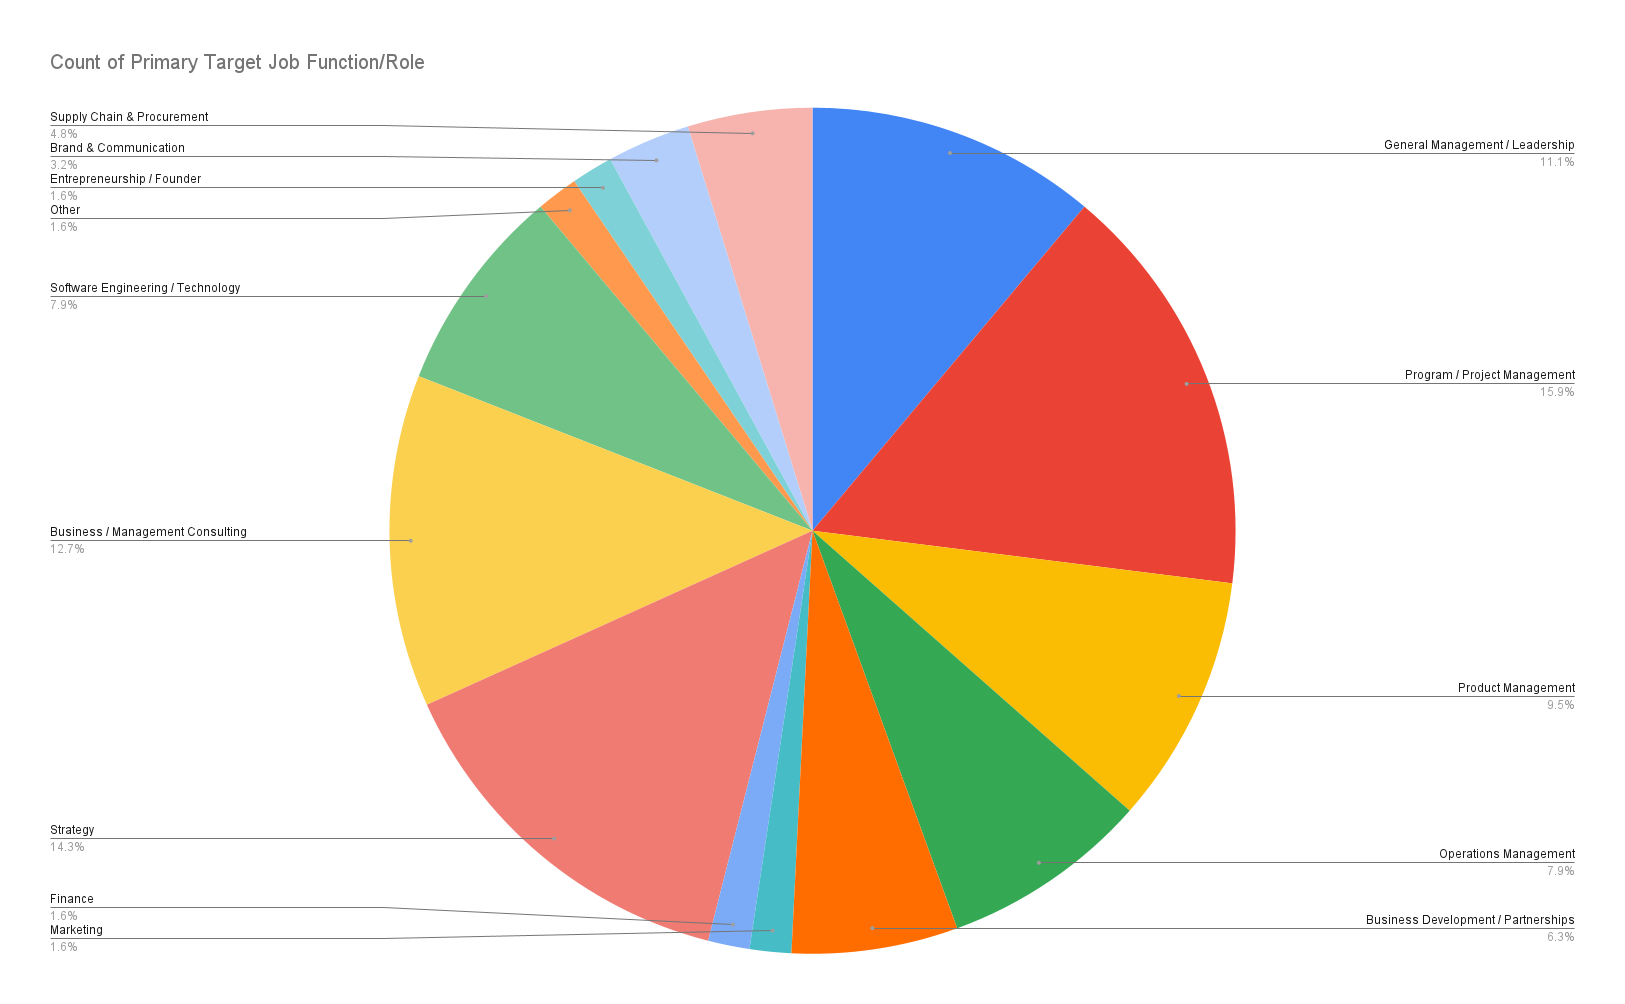 Count of Primary Target Job Function/Role
Supply Chain & Procurement
4.8%
Brand & Communication
3.2%
Entrepreneurship / Founder
1.6%
Other
1.6%
Software Engineering / Technology
7.9%
Business / Management Consulting
12.7%
Strategy
14.3%
Finance
1.6%
Marketing
1.6%
General Management / Leadership
11.1%
Program / Project Management
15.9%
Product Management
9.5%
Operations Management
7.9%
Business Development / Partnerships
6.3%